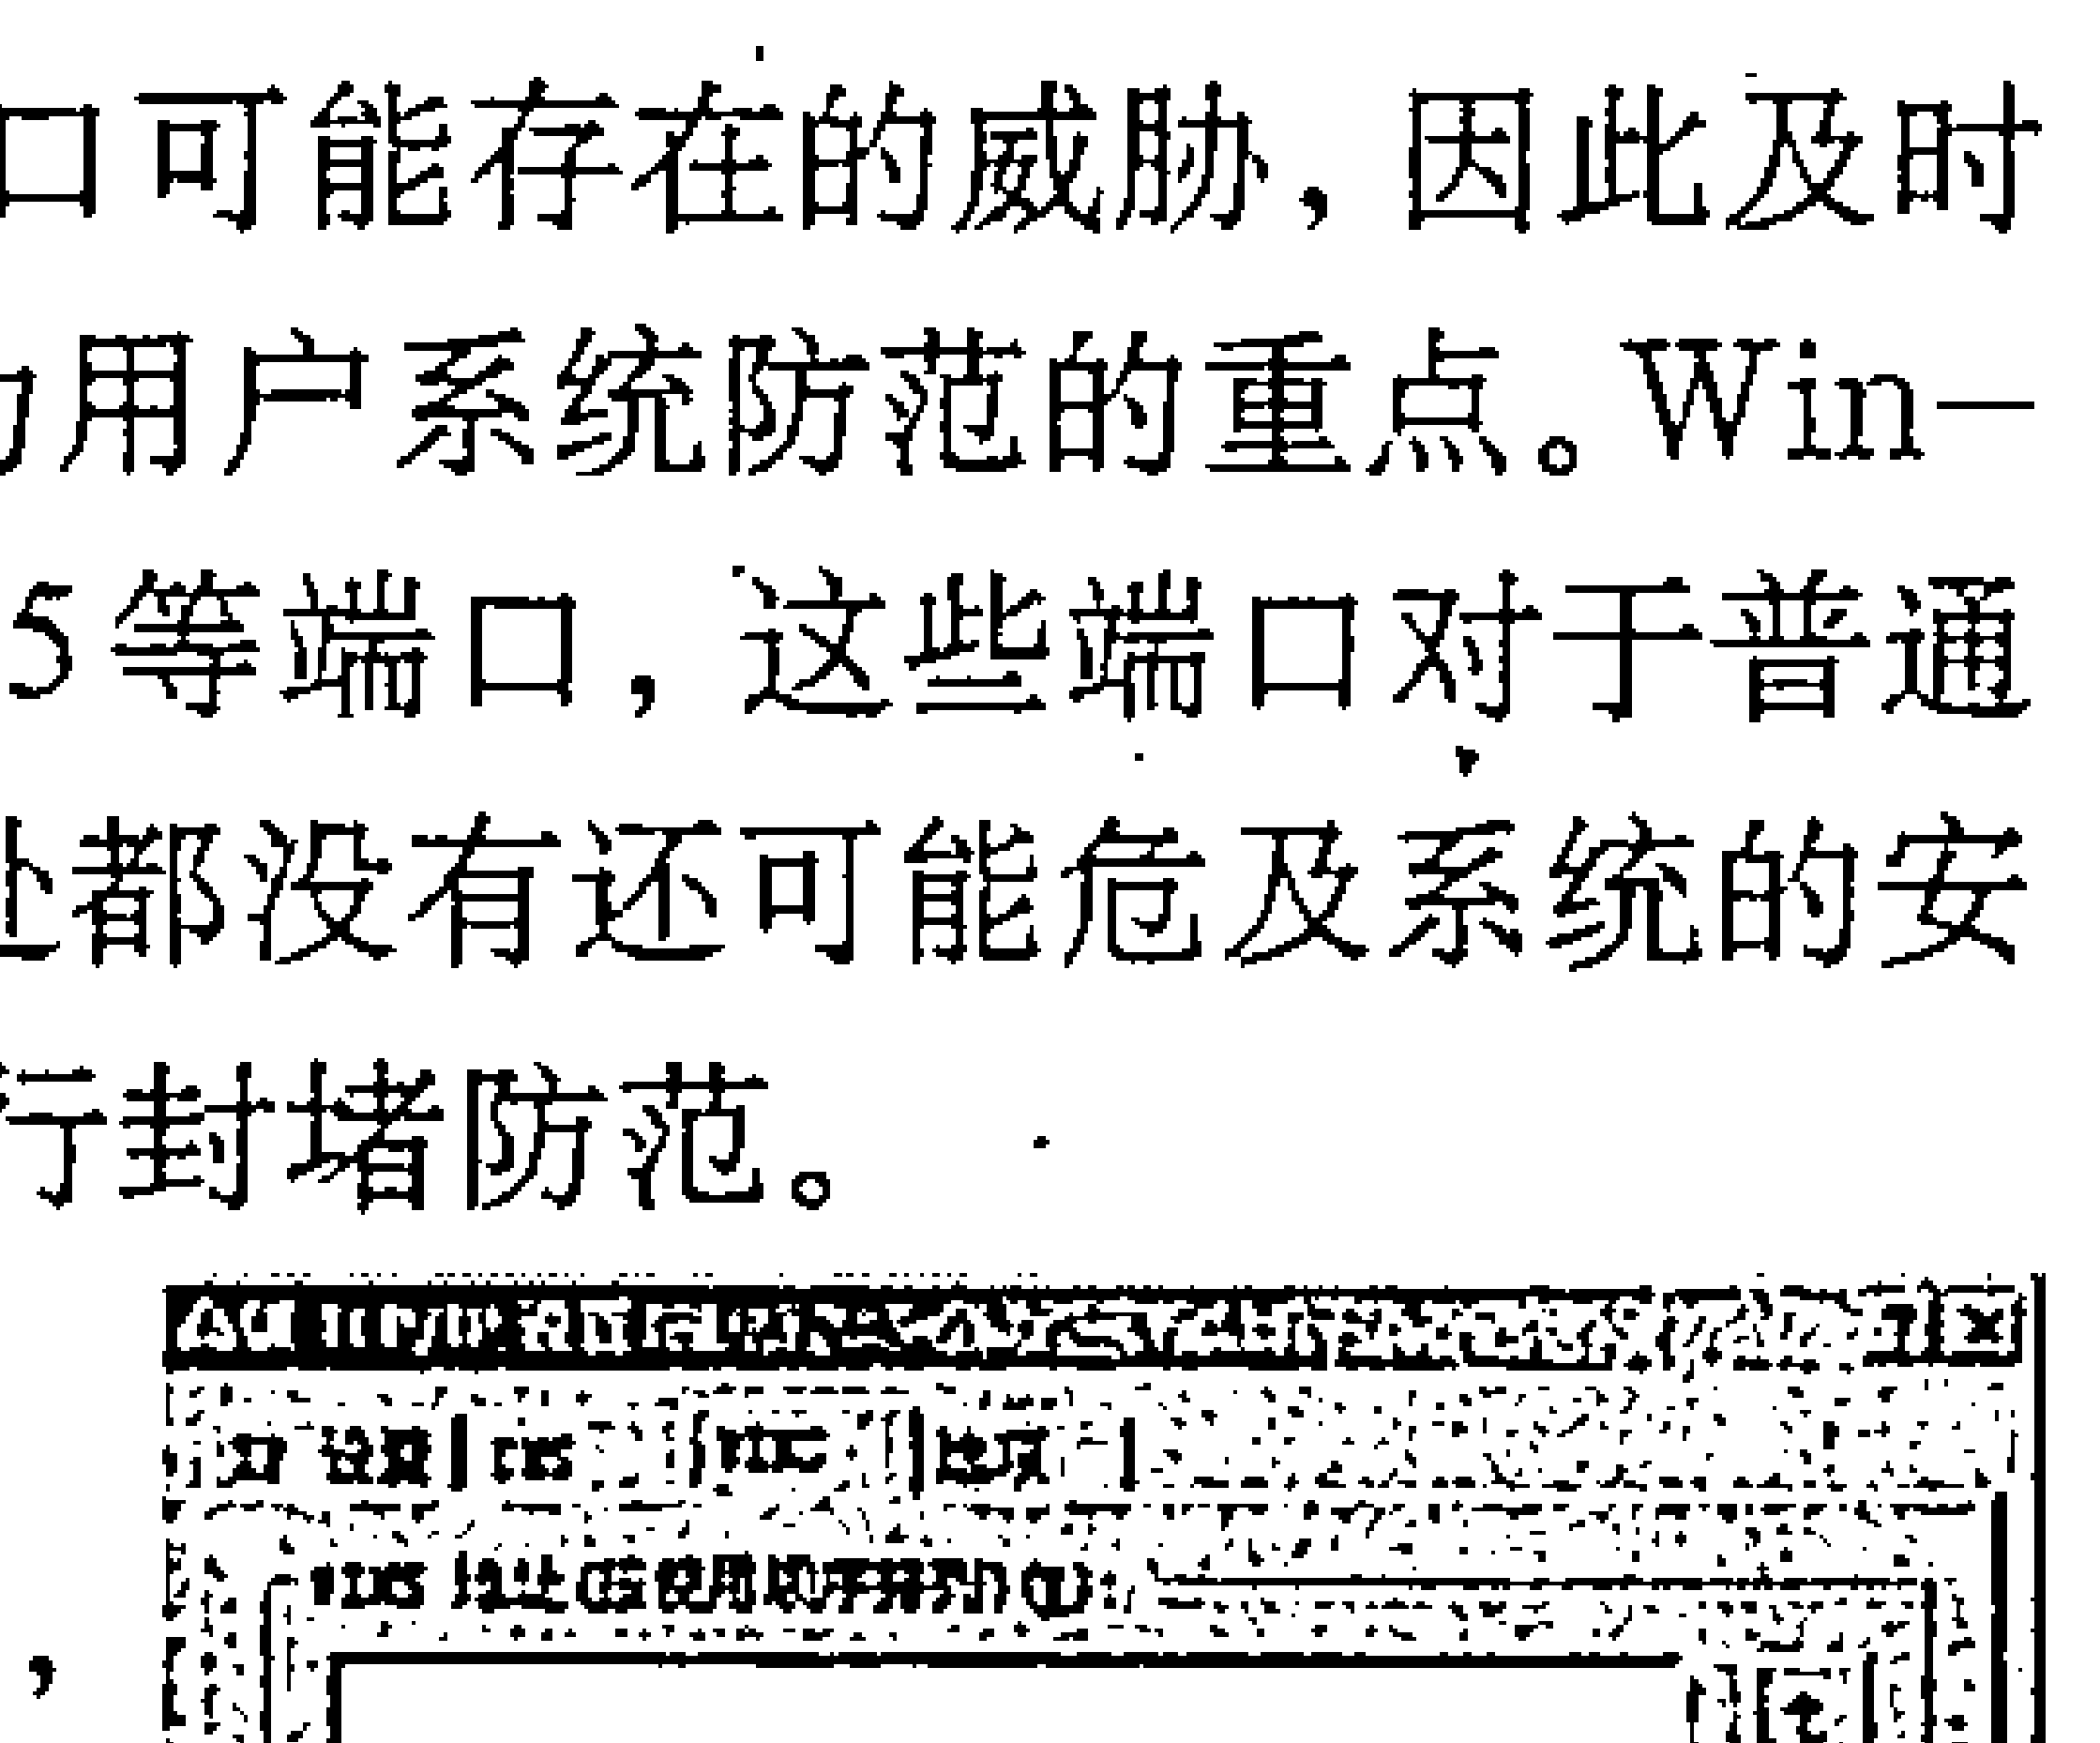 口可能存在的威胁，因此及时
用户系统防范的重点。Win-
5等端口，这些端口对于普通
都没有还可能危及系统的安
行封堵防范。
，